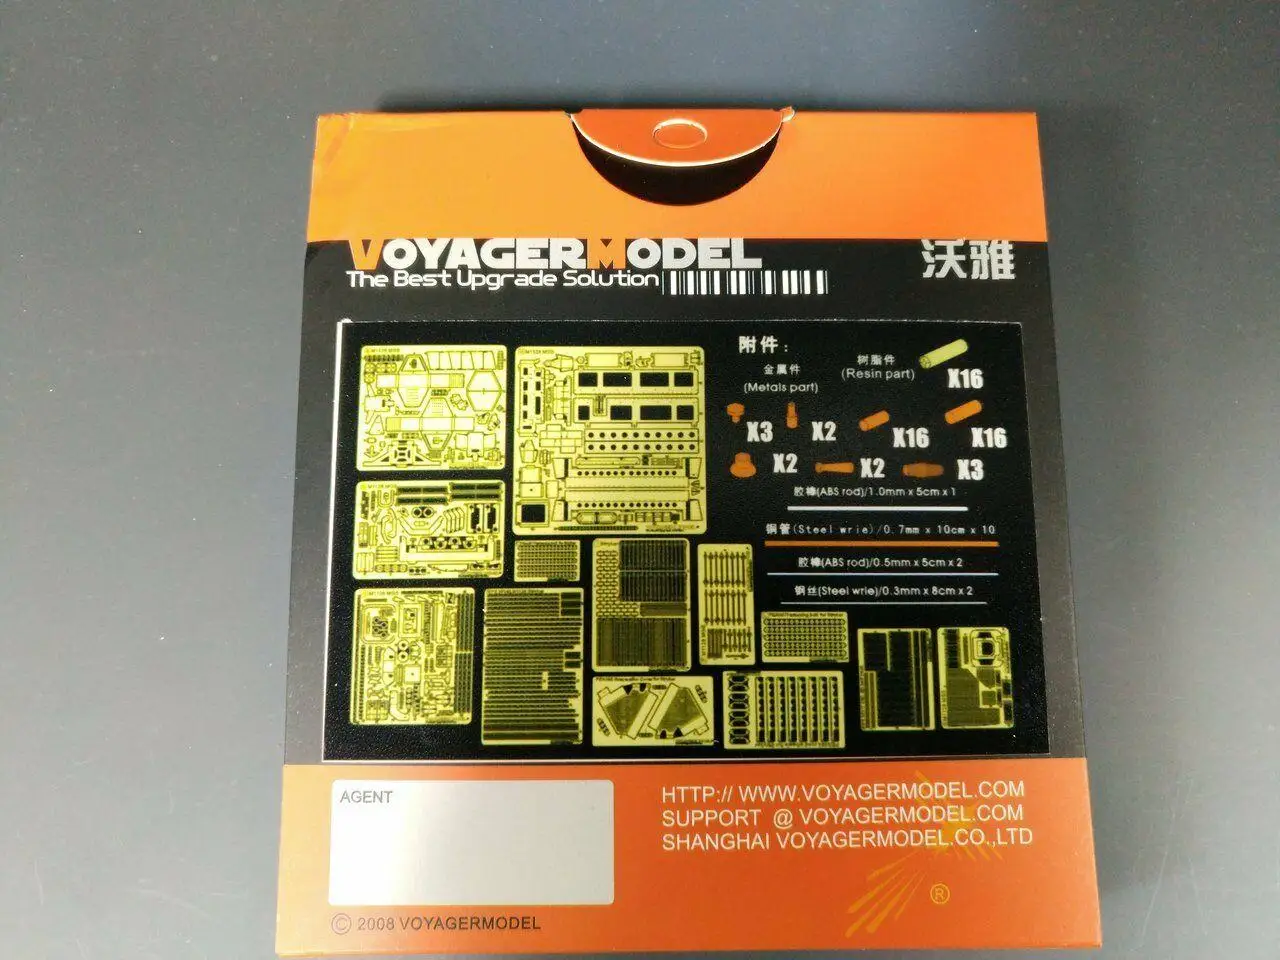 VOYAGERMODEL
沃雅
The Best Upgrade Solution
附件：
金属件
(Metals part)
树脂件
(Resin part)
X16
X3
X2
X16
X16
X2
X2
X3
胶棒(ABS rod)/1.0mm x 5cm x 1
铜管(Steel wrie)/0.7mm x 10cm x 10
胶棒(ABS rod)/0.5mm x 5cm x 2
钢丝(Steel wrie)/0.3mm x 8cm x 2
AGENT
HTTP:// WWW.VOYAGERMODEL.COM
SUPPORT @ VOYAGERMODEL.COM
SHANGHAI VOYAGERMODEL.CO.,LTD
®
© 2008 VOYAGERMODEL